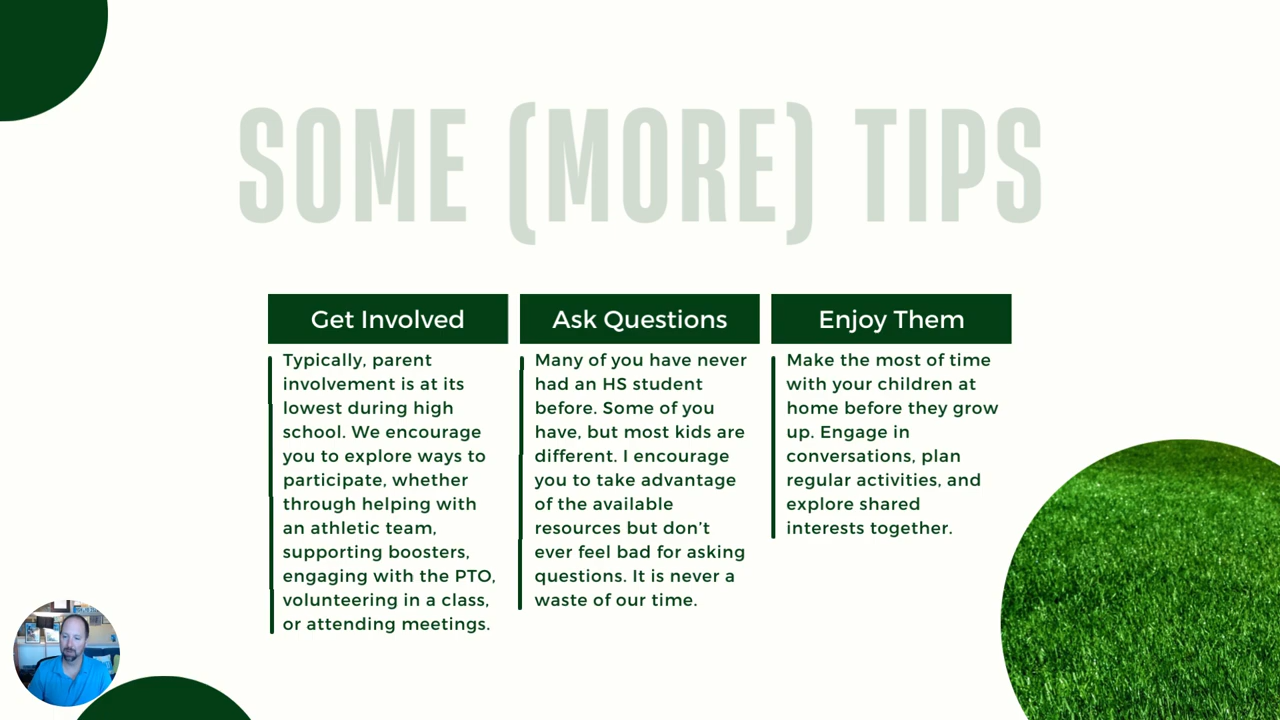 SOME (MORE) TIPS
Get Involved
Typically, parent
involvement is at its
lowest during high
school. We encourage
you to explore ways to
participate, whether
through helping with
an athletic team,
supporting boosters,
engaging with the PTO,
volunteering in a class,
or attending meetings.
Ask Questions
Many of you have never
had an HS student
before. Some of you
have, but most kids are
different. I encourage
you to take advantage
of the available
resources but don't
ever feel bad for asking
questions. It is never a
waste of our time.
Enjoy Them
Make the most of time
with your children at
home before they grow
up. Engage in
conversations, plan
regular activities, and
explore shared
interests together.